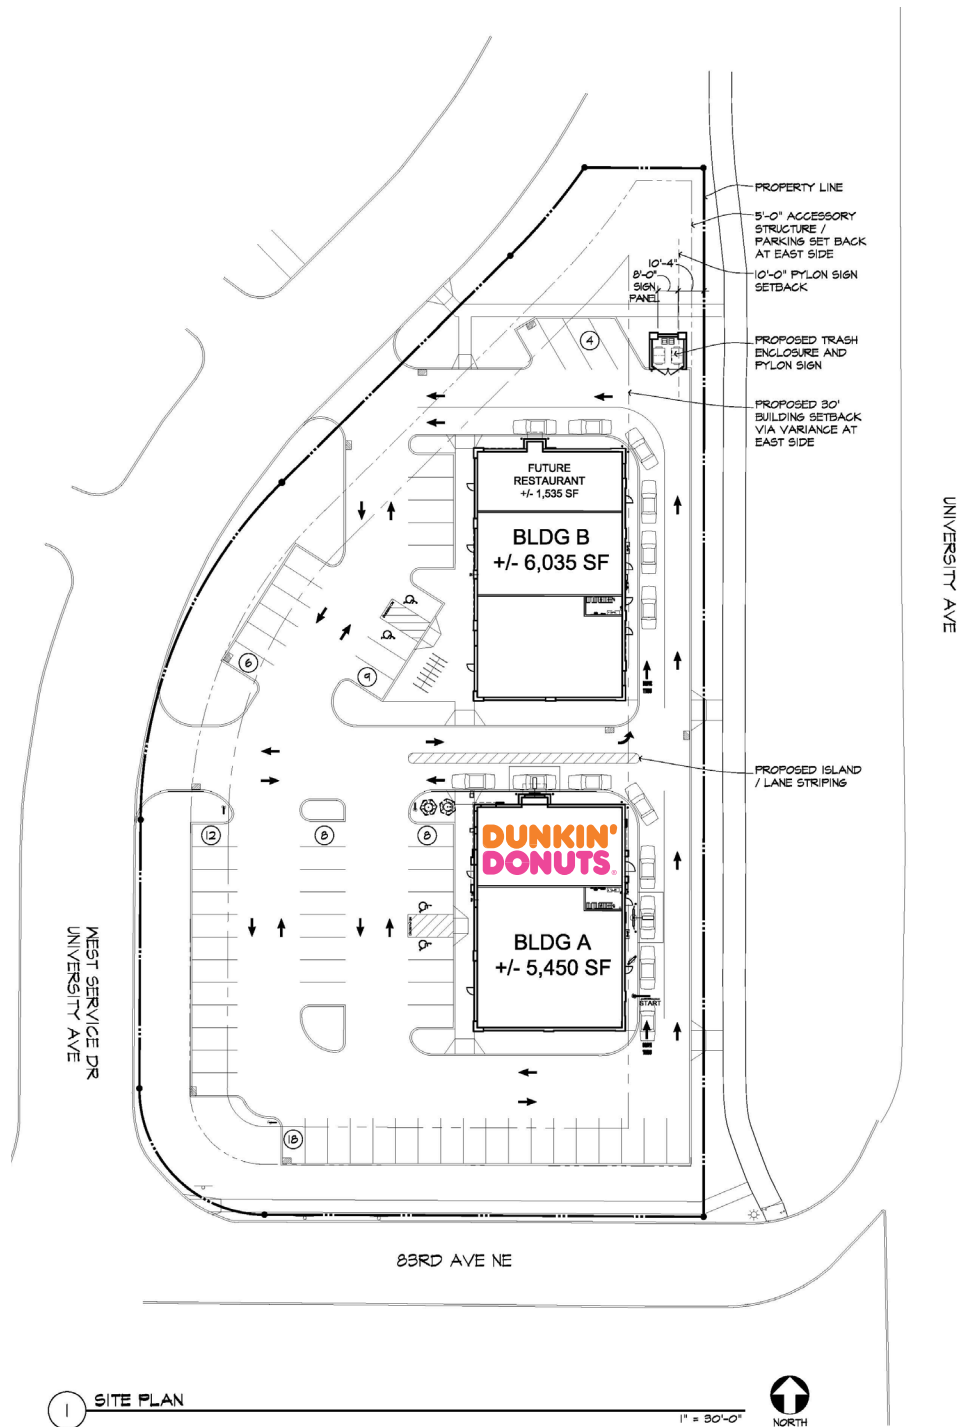 PROPERTY LINE
5'-0" ACCESSORY
STRUCTURE /
PARKING SET BACK
AT EAST SIDE
10'-4"
8'-0"
SIGN
PANEL
10'-0" PYLON SIGN
SETBACK
4
PROPOSED TRASH
ENCLOSURE AND
PYLON SIGN
PROPOSED 30'
BUILDING SETBACK
VIA VARIANCE AT
EAST SIDE
FUTURE
RESTAURANT
+/- 1,535 SF
BLDG B
+/- 6,035 SF
UNIVERSITY AVE
6
9
PROPOSED ISLAND
/ LANE STRIPING
12
8
8
DUNKIN'
DONUTS®
BLDG A
+/- 5,450 SF
START
WEST SERVICE DR
UNIVERSITY AVE
18
83RD AVE NE
1
SITE PLAN
1" = 30'-0"
NORTH